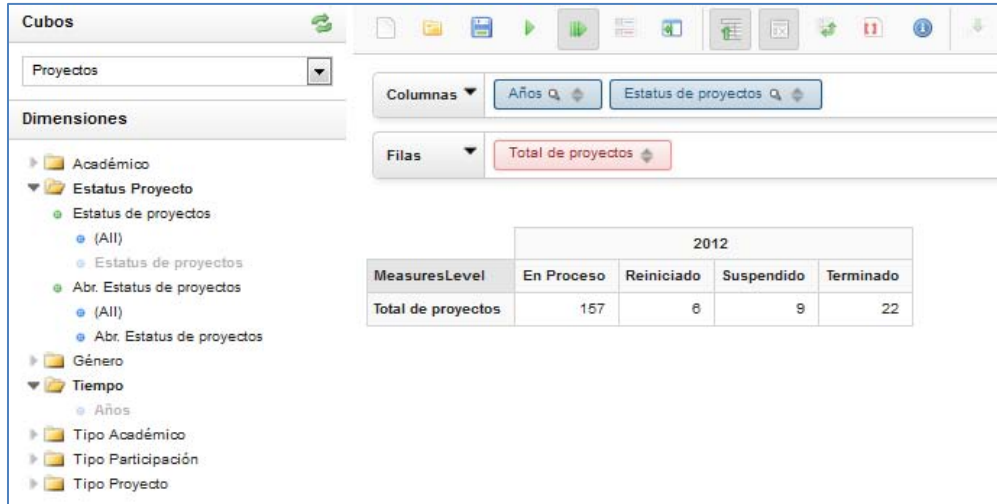 Cubos
Proyectos
Dimensiones
Académico
Estatus Proyecto
Estatus de proyectos
(All)
Estatus de proyectos
Abr. Estatus de proyectos
(All)
Abr. Estatus de proyectos
Género
Tiempo
Años
Tipo Académico
Tipo Participación
Tipo Proyecto
Columnas Años Estatus de proyectos
Filas Total de proyectos
2012
MeasuresLevel En Proceso Reiniciado Suspendido Terminado
Total de proyectos 157 6 9 22